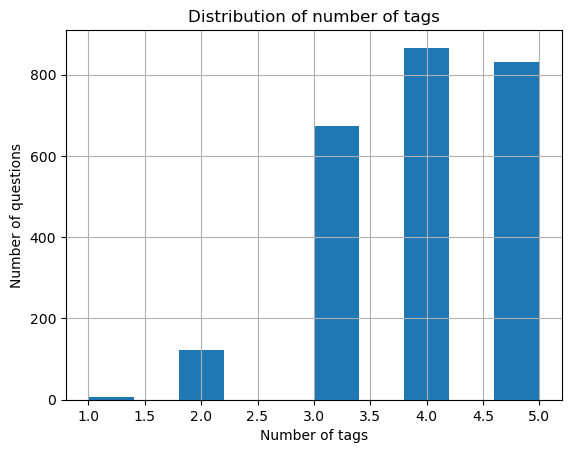 Distribution of number of tags
Number of questions
800
600
400
200
0
1.0 1.5 2.0 2.5 3.0 3.5 4.0 4.5 5.0
Number of tags